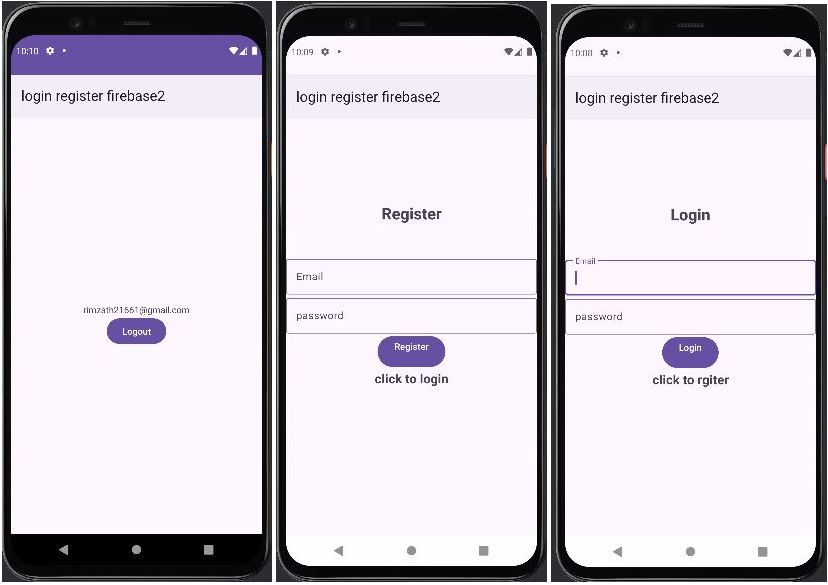 10:10
login register firebase2
rimzath21661@gmail.com
Logout
10:09
login register firebase2
Register
Email
password
Register
click to login
10:08
login register firebase2
Login
Email
password
Login
click to rgiter